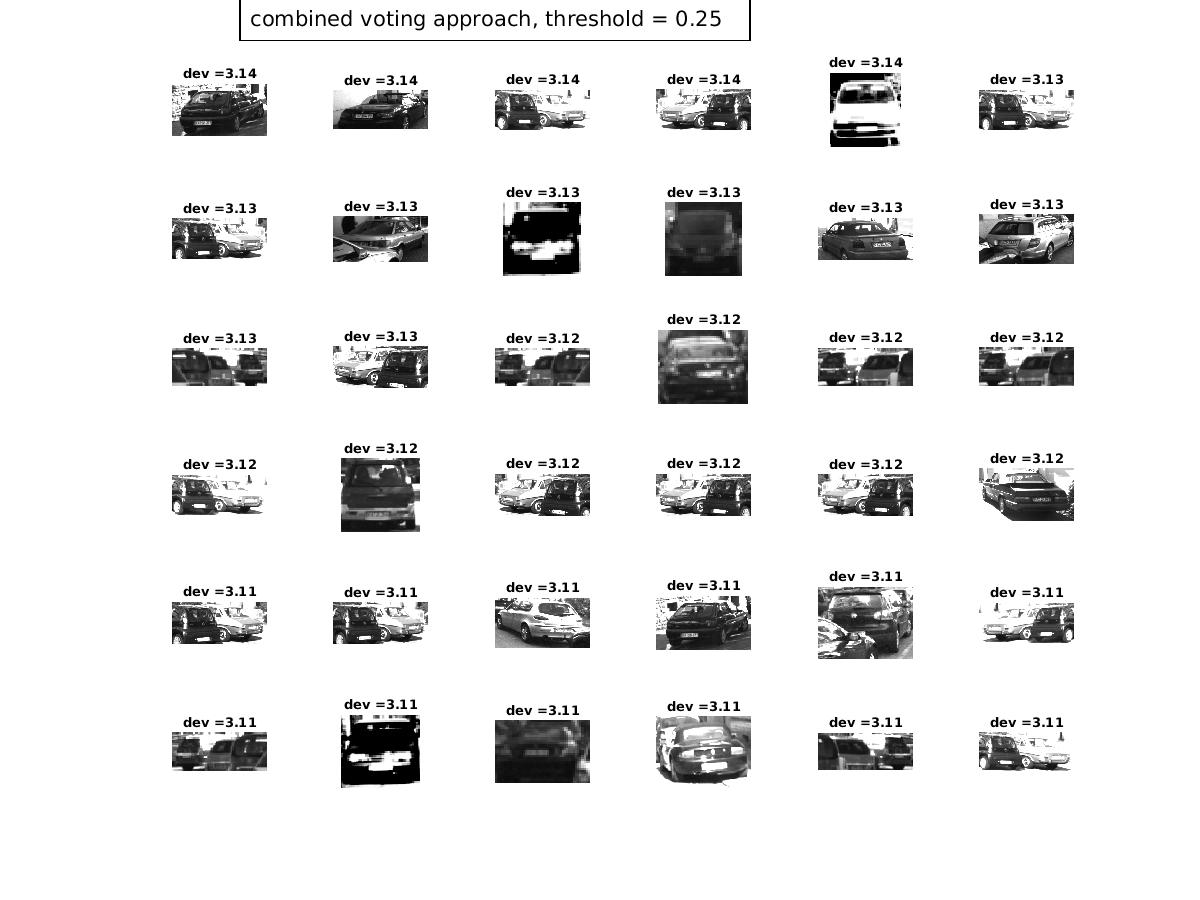 combined voting approach, threshold = 0.25
dev =3.14 dev =3.14 dev =3.14 dev =3.14 dev =3.14 dev =3.13
dev =3.13 dev =3.13 dev =3.13 dev =3.13 dev =3.13 dev =3.13
dev =3.13 dev =3.13 dev =3.12 dev =3.12 dev =3.12 dev =3.12
dev =3.12 dev =3.12 dev =3.12 dev =3.12 dev =3.12 dev =3.12
dev =3.11 dev =3.11 dev =3.11 dev =3.11 dev =3.11 dev =3.11
dev =3.11 dev =3.11 dev =3.11 dev =3.11 dev =3.11 dev =3.11